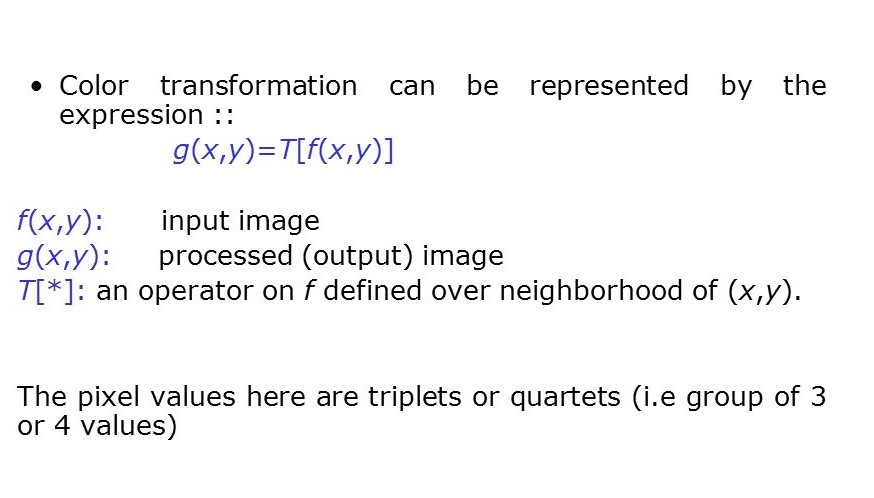 • Color transformation can be represented by the
expression ::
g(x,y)=T[f(x,y)]
f(x,y): input image
g(x,y): processed (output) image
T[*]: an operator on f defined over neighborhood of (x,y).
The pixel values here are triplets or quartets (i.e group of 3
or 4 values)